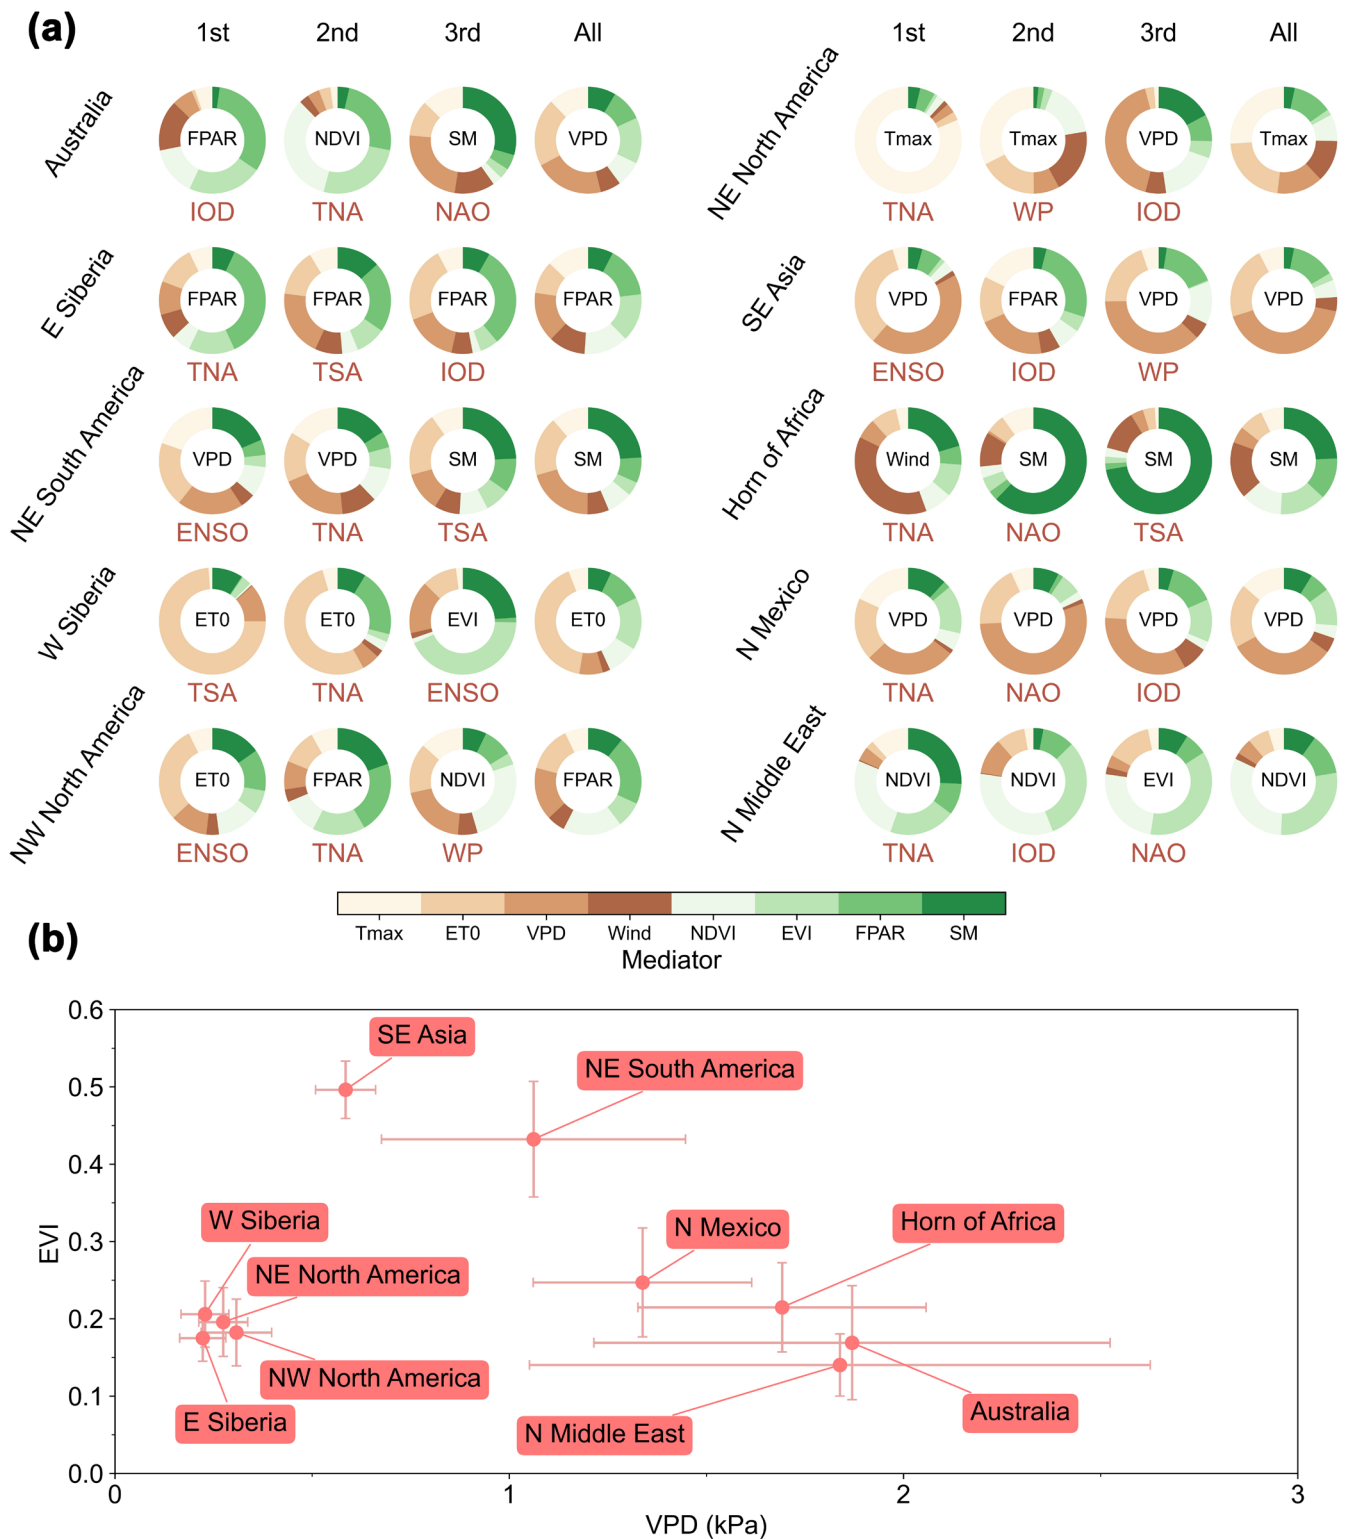 (a)
1st 2nd 3rd All 1st 2nd 3rd All
Australia
FPAR NDVI SM VPD
IOD TNA NAO
NE North America
Tmax Tmax VPD Tmax
TNA WP IOD
E Siberia
FPAR FPAR FPAR FPAR
TNA TSA IOD
SE Asia
VPD FPAR VPD VPD
ENSO IOD WP
NE South America
VPD VPD SM SM
ENSO TNA TSA
Horn of Africa
Wind SM SM SM
TNA NAO TSA
W Siberia
ET0 ET0 EVI ET0
TSA TNA ENSO
N Mexico
VPD VPD VPD VPD
TNA NAO IOD
NW North America
ET0 FPAR NDVI FPAR
ENSO TNA WP
N Middle East
NDVI NDVI EVI NDVI
TNA IOD NAO
Tmax ET0 VPD Wind NDVI EVI FPAR SM
Mediator
(b)
0.6
0.5
0.4
0.3
0.2
0.1
0.0
EVI
SE Asia
NE South America
W Siberia
Horn of Africa
N Mexico
NE North America
NW North America
Australia
E Siberia
N Middle East
0 1 2 3
VPD (kPa)